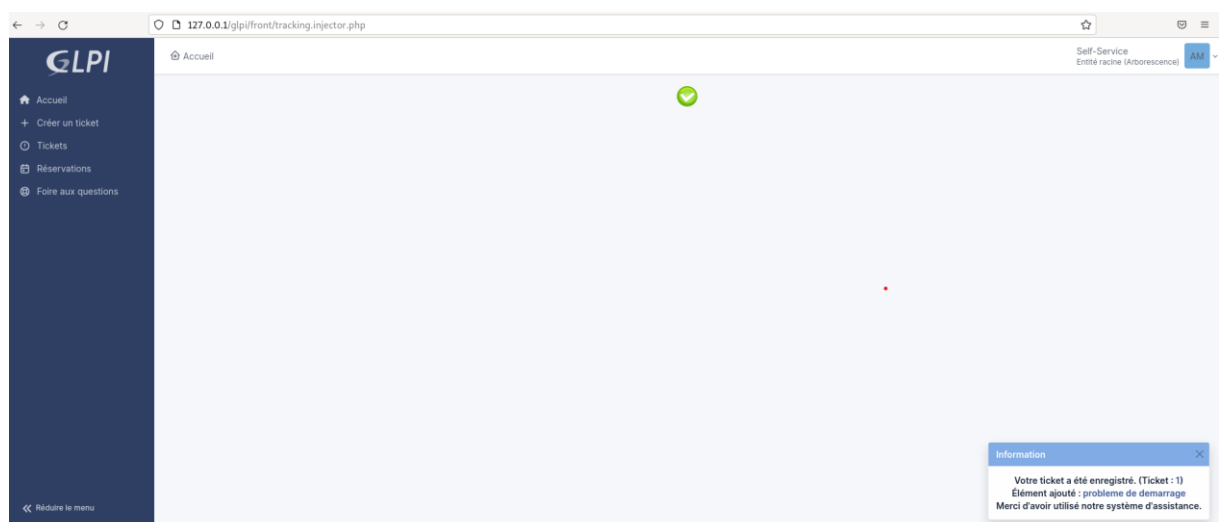 127.0.0.1/glpi/front/tracking.injector.php
GLPI
Accueil
Self-Service
Entité racine (Arborescence)
AM
Accueil
Créer un ticket
Tickets
Réservations
Foire aux questions
Information
Votre ticket a été enregistré. (Ticket : 1)
Élément ajouté : probleme de demarrage
Merci d'avoir utilisé notre système d'assistance.
Réduire le menu